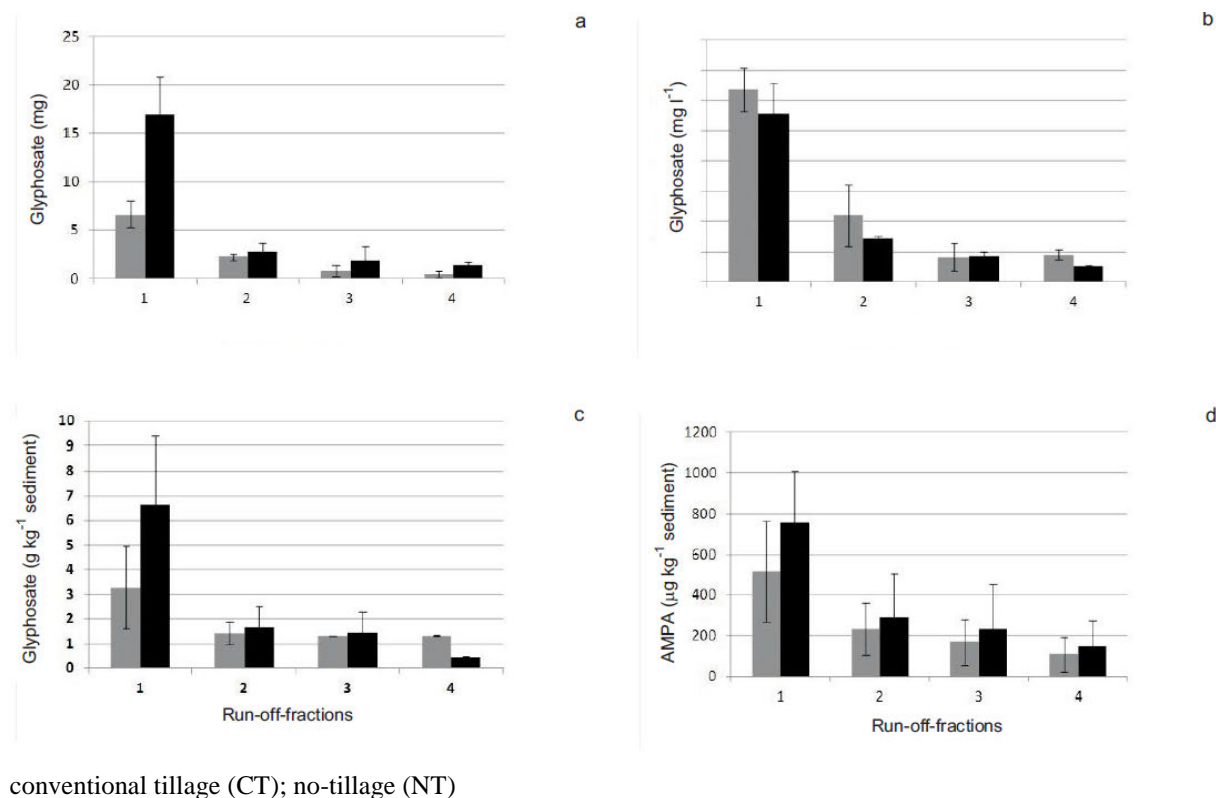 a
25
20
15
10
5
0
Glyphosate (mg)
1 2 3 4
b
Glyphosate (mg l⁻¹)
1 2 3 4
c
10
9
8
7
6
5
4
3
2
1
0
Glyphosate (g kg⁻¹ sediment)
1 2 3 4
Run-off-fractions
d
1200
1000
800
600
400
200
0
AMPA (µg kg⁻¹ sediment)
1 2 3 4
Run-off-fractions
conventional tillage (CT); no-tillage (NT)